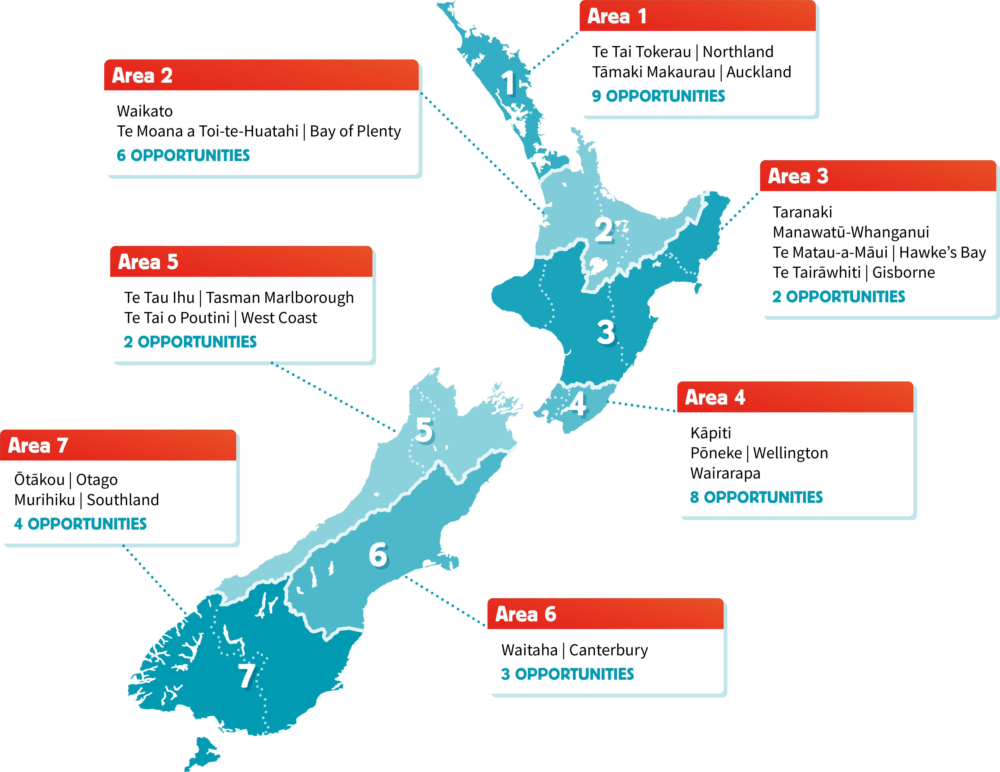 Area 1
Te Tai Tokerau | Northland
Tāmaki Makaurau | Auckland
9 OPPORTUNITIES
Area 2
Waikato
Te Moana a Toi-te-Huatahi | Bay of Plenty
6 OPPORTUNITIES
Area 3
Taranaki
Manawatū-Whanganui
Te Matau-a-Māui | Hawke’s Bay
Te Tairāwhiti | Gisborne
2 OPPORTUNITIES
Area 5
Te Tau Ihu | Tasman Marlborough
Te Tai o Poutini | West Coast
2 OPPORTUNITIES
Area 4
Kāpiti
Pōneke | Wellington
Wairarapa
8 OPPORTUNITIES
Area 7
Ōtākou | Otago
Murihiku | Southland
4 OPPORTUNITIES
Area 6
Waitaha | Canterbury
3 OPPORTUNITIES
1
2
3
4
5
6
7